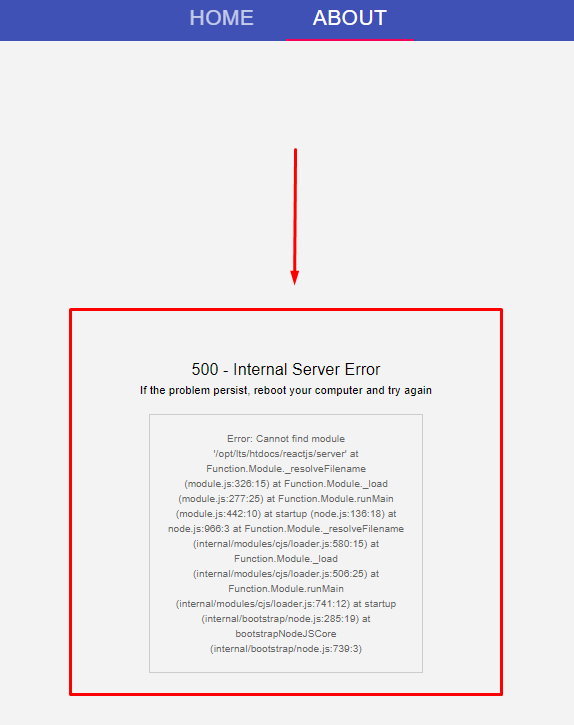 HOME ABOUT
500 - Internal Server Error
If the problem persist, reboot your computer and try again
Error: Cannot find module
'/opt/lts/htdocs/reactjs/server' at
Function.Module._resolveFilename
(module.js:326:15) at Function.Module._load
(module.js:277:25) at Function.Module.runMain
(module.js:442:10) at startup (node.js:136:18) at
node.js:966:3 at Function.Module._resolveFilename
(internal/modules/cjs/loader.js:580:15) at
Function.Module._load
(internal/modules/cjs/loader.js:506:25) at
Function.Module.runMain
(internal/modules/cjs/loader.js:741:12) at startup
(internal/bootstrap/node.js:285:19) at
bootstrapNodeJSCore
(internal/bootstrap/node.js:739:3)